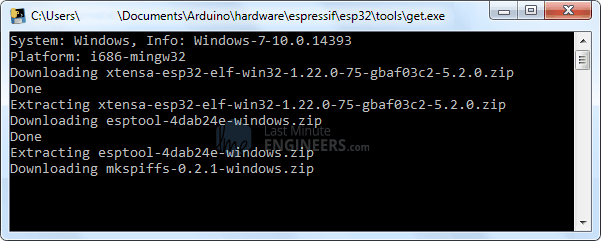 C:\Users\ \Documents\Arduino\hardware\espressif\esp32\tools\get.exe
System: Windows, Info: Windows-7-10.0.14393
Platform: i686-mingw32
Downloading xtensa-esp32-elf-win32-1.22.0-75-gbaf03c2-5.2.0.zip
Done
Extracting xtensa-esp32-elf-win32-1.22.0-75-gbaf03c2-5.2.0.zip
Downloading esptool-4dab24e-windows.zip
Done
Extracting esptool-4dab24e-windows.zip
Downloading mkspiffs-0.2.1-windows.zip
Last Minute
ENGINEERS.com